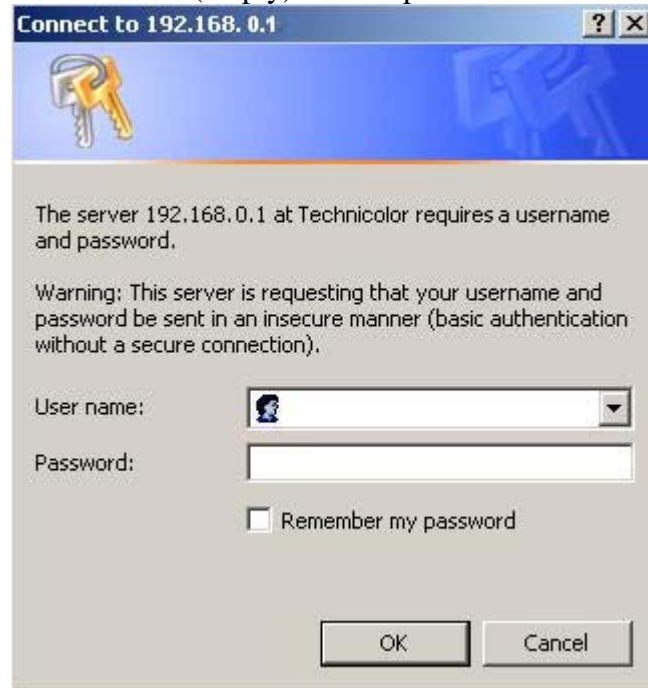 Connect to 192.168. 0.1
The server 192.168.0.1 at Technicolor requires a username
and password.
Warning: This server is requesting that your username and
password be sent in an insecure manner (basic authentication
without a secure connection).
User name:
Password:
Remember my password
OK Cancel